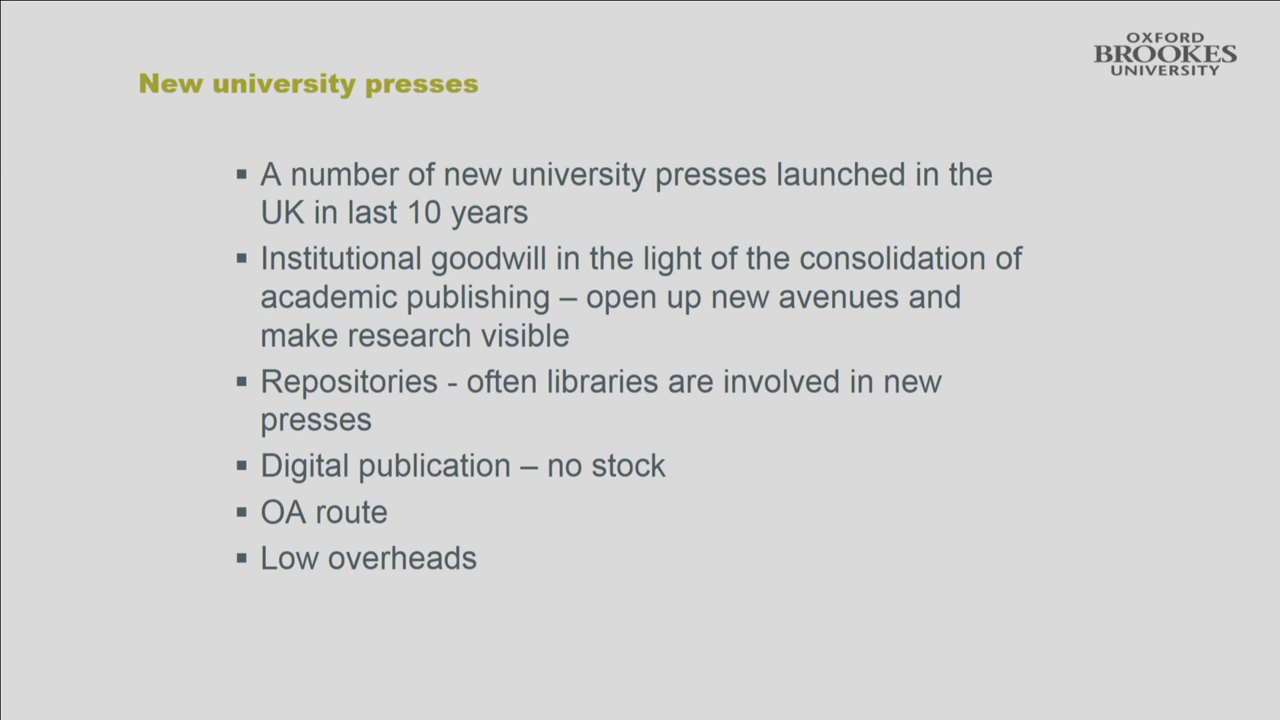 OXFORD
BROOKES
UNIVERSITY
New university presses
▪ A number of new university presses launched in the
UK in last 10 years
▪ Institutional goodwill in the light of the consolidation of
academic publishing – open up new avenues and
make research visible
▪ Repositories - often libraries are involved in new
presses
▪ Digital publication – no stock
▪ OA route
▪ Low overheads